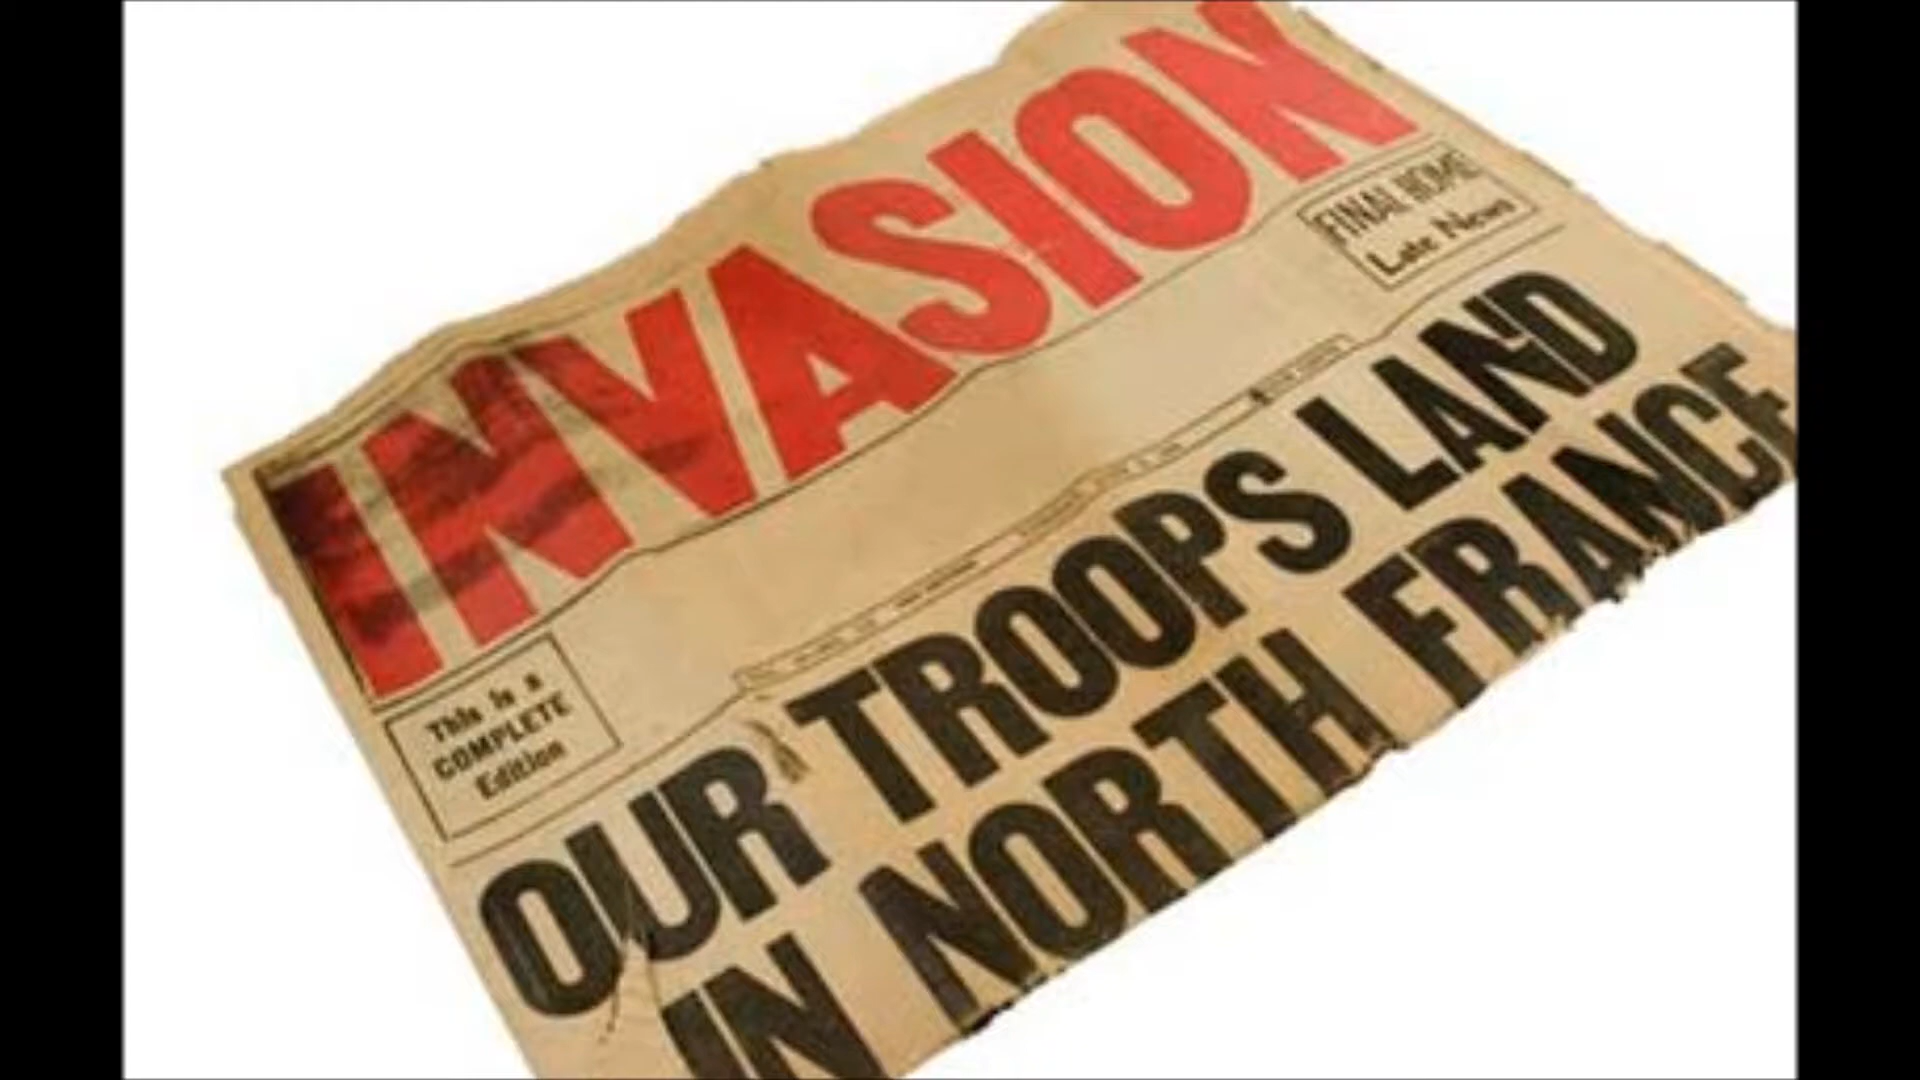 INVASION
FINAL HOME
Late News
This is a
COMPLETE
Edition
OUR TROOPS LAND
IN NORTH FRANCE